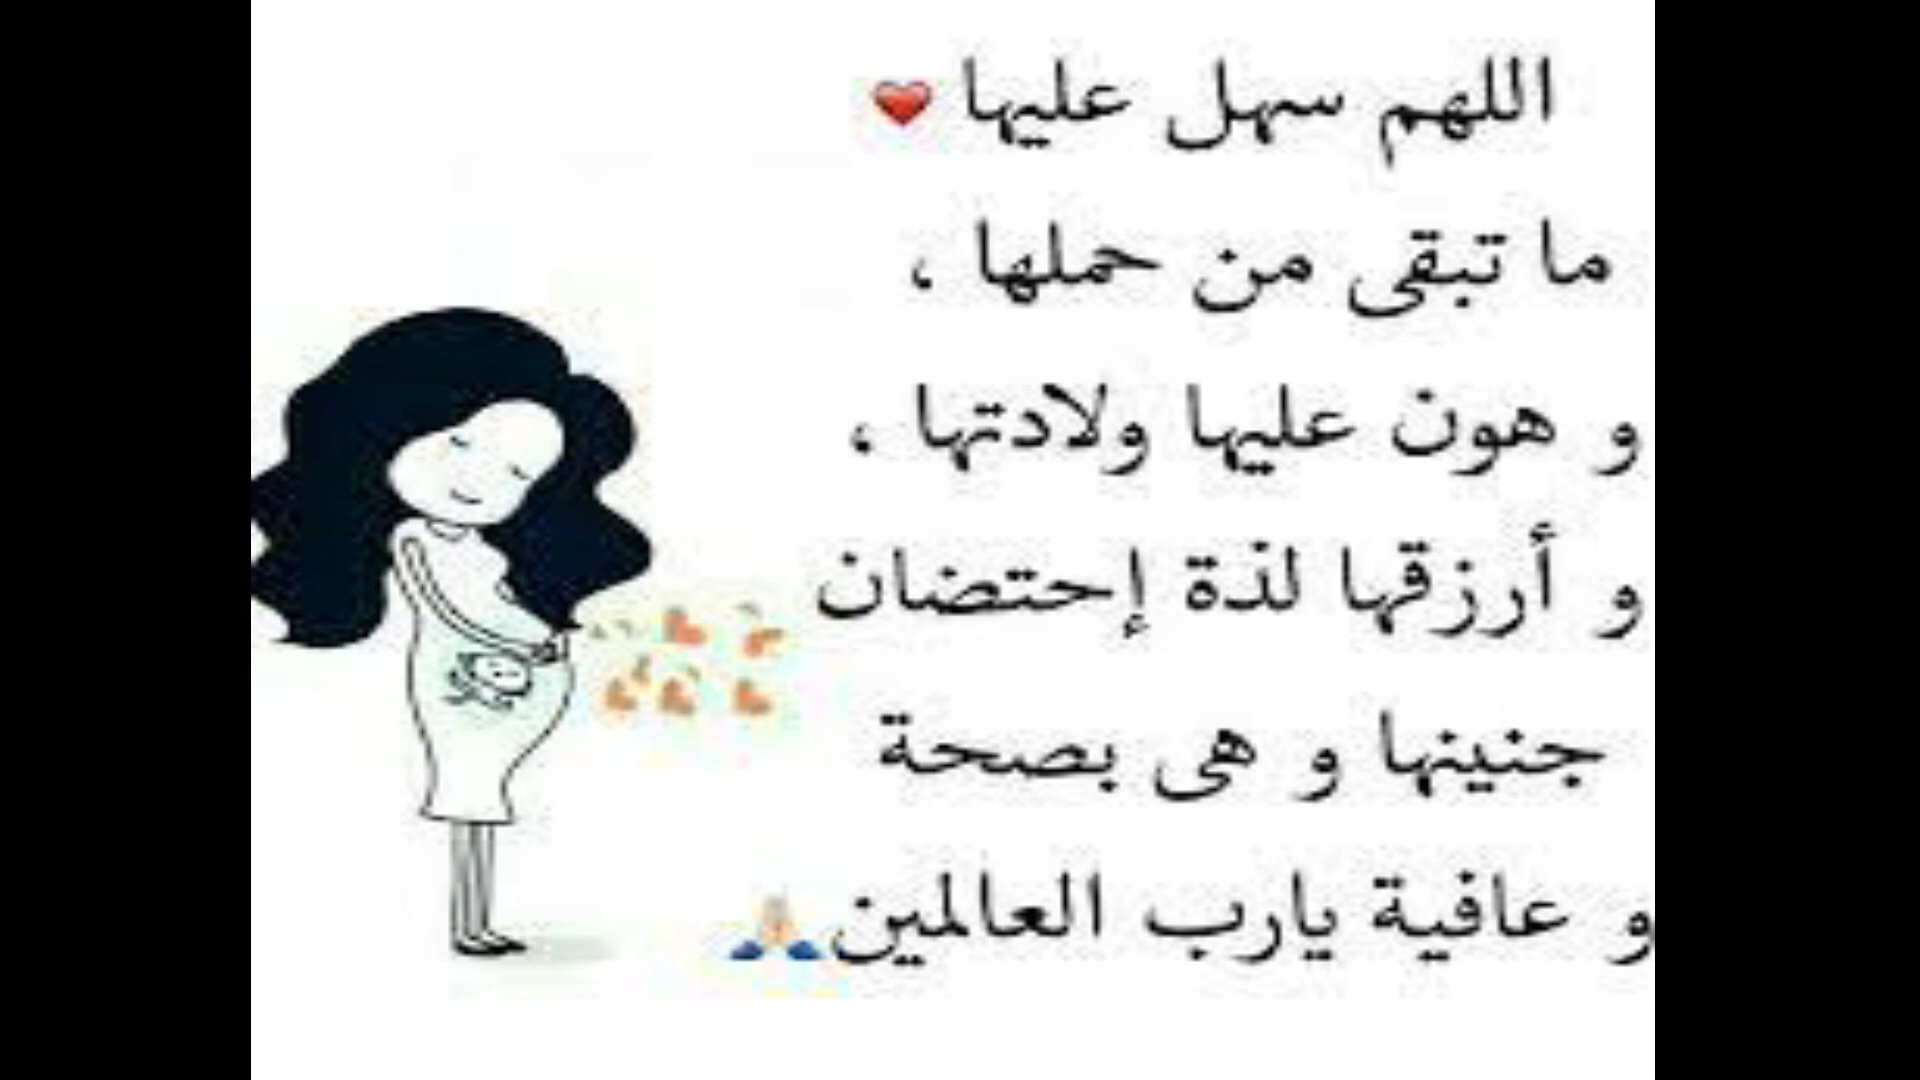 اللهم سهل عليها ❤
ما تبقى من حملها ،
و هون عليها ولادتها ،
و أرزقها لذة إحتضان
جنينها و هى بصحة
و عافية يارب العالمين🙏🏻